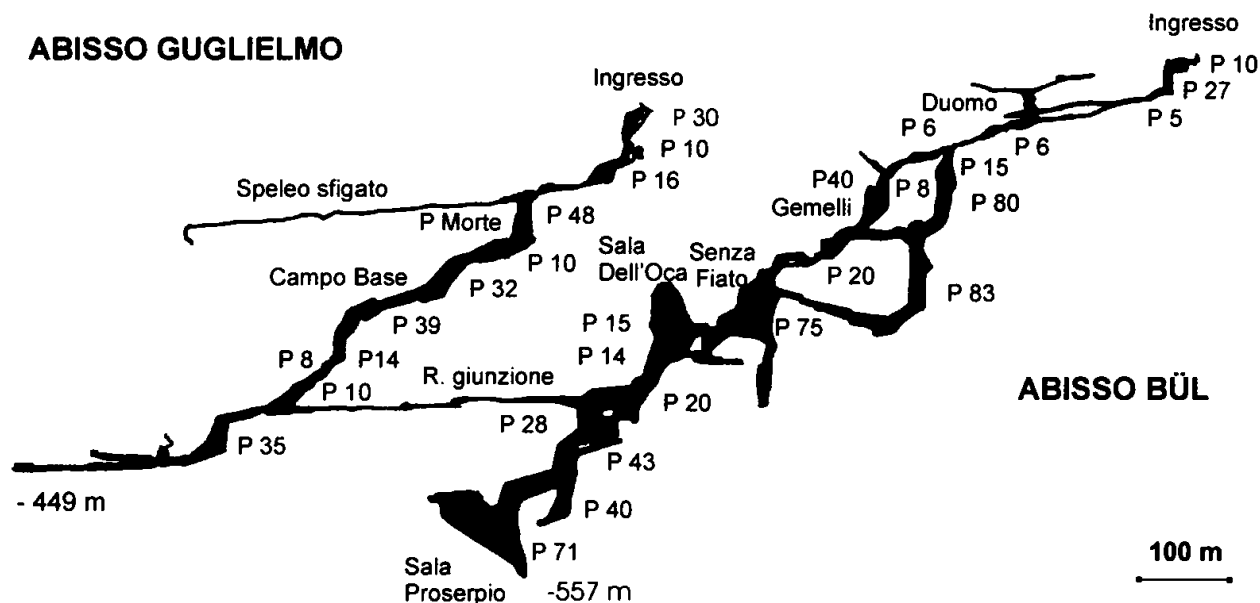 ABISSO GUGLIELMO
Ingresso
P 30
P 10
P 16
Speleo sfigato
P Morte
P 48
P 10
Campo Base
P 32
P 39
P 8
P14
P 10
R. giunzione
P 35
- 449 m
Ingresso
P 10
P 27
P 5
Duomo
P 6
P 6
P 15
P40
Gemelli
P 8
P 80
Sala
Dell'Oca
Senza
Fiato
P 20
P 83
P 15
P 75
P 14
P 20
P 28
P 43
P 40
P 71
Sala
Proserpio
-557 m
ABISSO BÜL
100 m